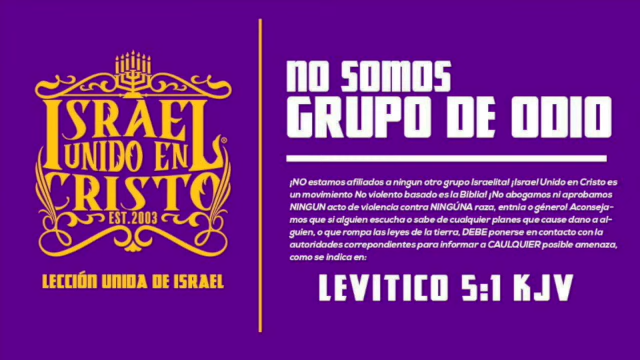 ISRAEL
UNIDO EN
CRISTO
EST. 2003
®
LECCIÓN UNIDA DE ISRAEL
NO SOMOS
GRUPO DE ODIO
¡NO estamos afiliados a ningun otro grupo Israelita! ¡Israel Unido en Cristo es
un movimiento No violento basado es la Biblia! ¡No abogamos ni aprobamos
NINGUN acto de violencia contra NINGÚNA raza, entnia o género! Aconseja-
mos que si alguien escucha o sabe de cualquier planes que cause dano a al-
guien, o que rompa las leyes de la tierra, DEBE ponerse en contacto con la
autoridades correpondientes para informar a CAULQUIER posible amenaza,
como se indica en:
LEVITICO 5:1 KJV